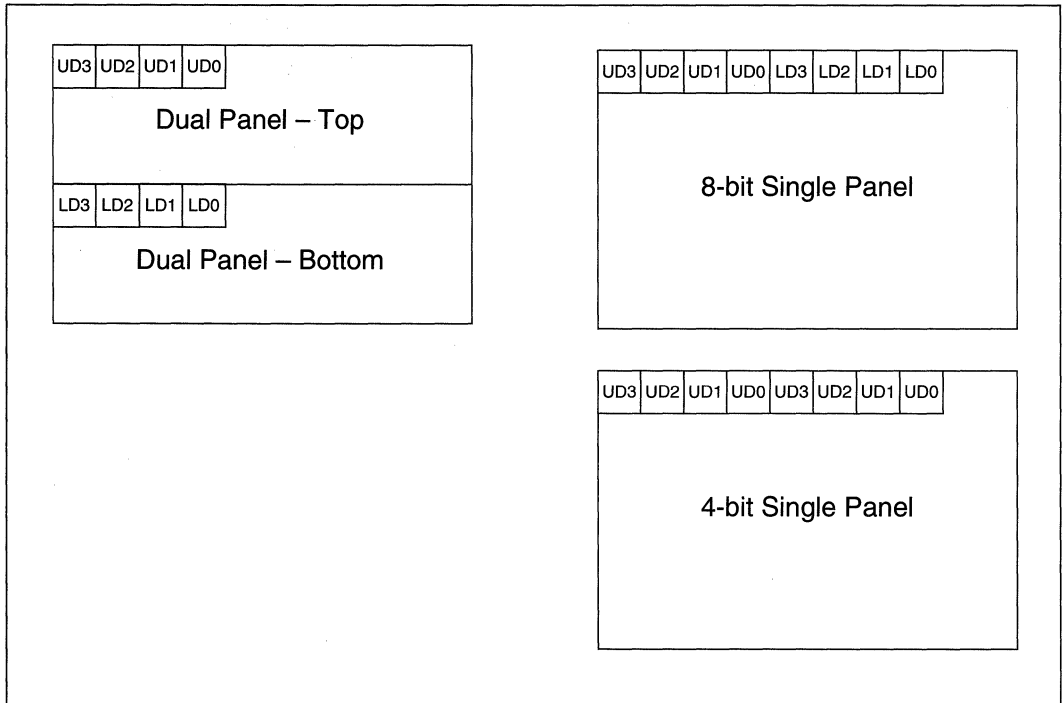 UD3 UD2 UD1 UD0
Dual Panel – Top
LD3 LD2 LD1 LD0
Dual Panel – Bottom
UD3 UD2 UD1 UD0 LD3 LD2 LD1 LD0
8-bit Single Panel
UD3 UD2 UD1 UD0 UD3 UD2 UD1 UD0
4-bit Single Panel